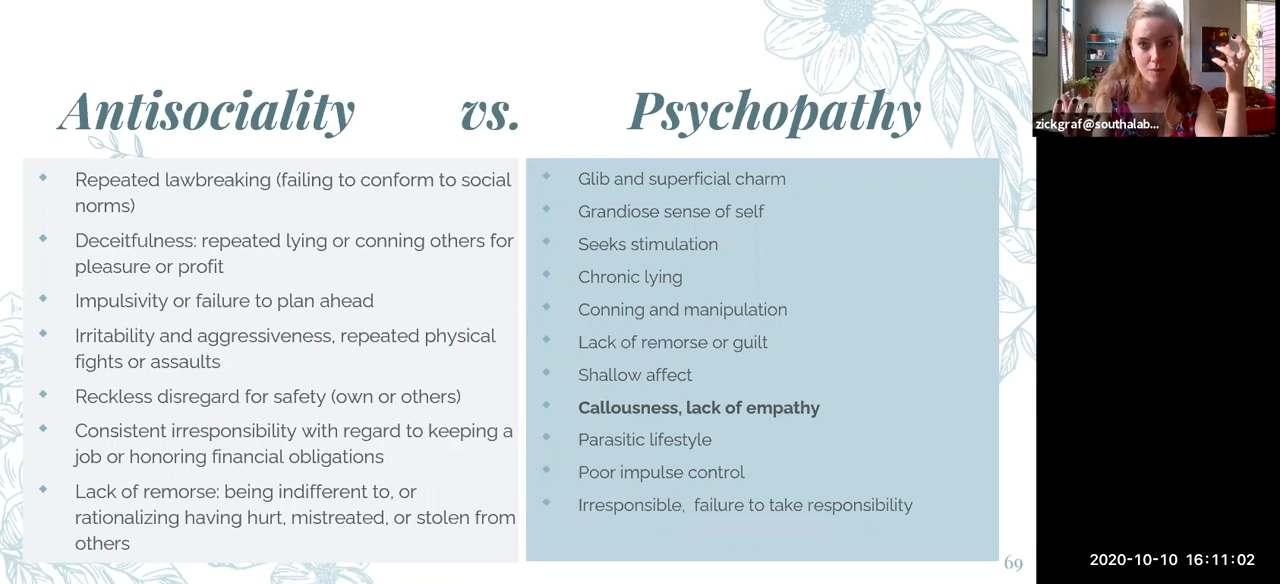 Antisociality vs. Psychopathy
Repeated lawbreaking (failing to conform to social
norms)
Deceitfulness: repeated lying or conning others for
pleasure or profit
Impulsivity or failure to plan ahead
Irritability and aggressiveness, repeated physical
fights or assaults
Reckless disregard for safety (own or others)
Consistent irresponsibility with regard to keeping a
job or honoring financial obligations
Lack of remorse: being indifferent to, or
rationalizing having hurt, mistreated, or stolen from
others
Glib and superficial charm
Grandiose sense of self
Seeks stimulation
Chronic lying
Conning and manipulation
Lack of remorse or guilt
Shallow affect
Callousness, lack of empathy
Parasitic lifestyle
Poor impulse control
Irresponsible, failure to take responsibility
69
zickgraf@southalab...
2020-10-10 16:11:02